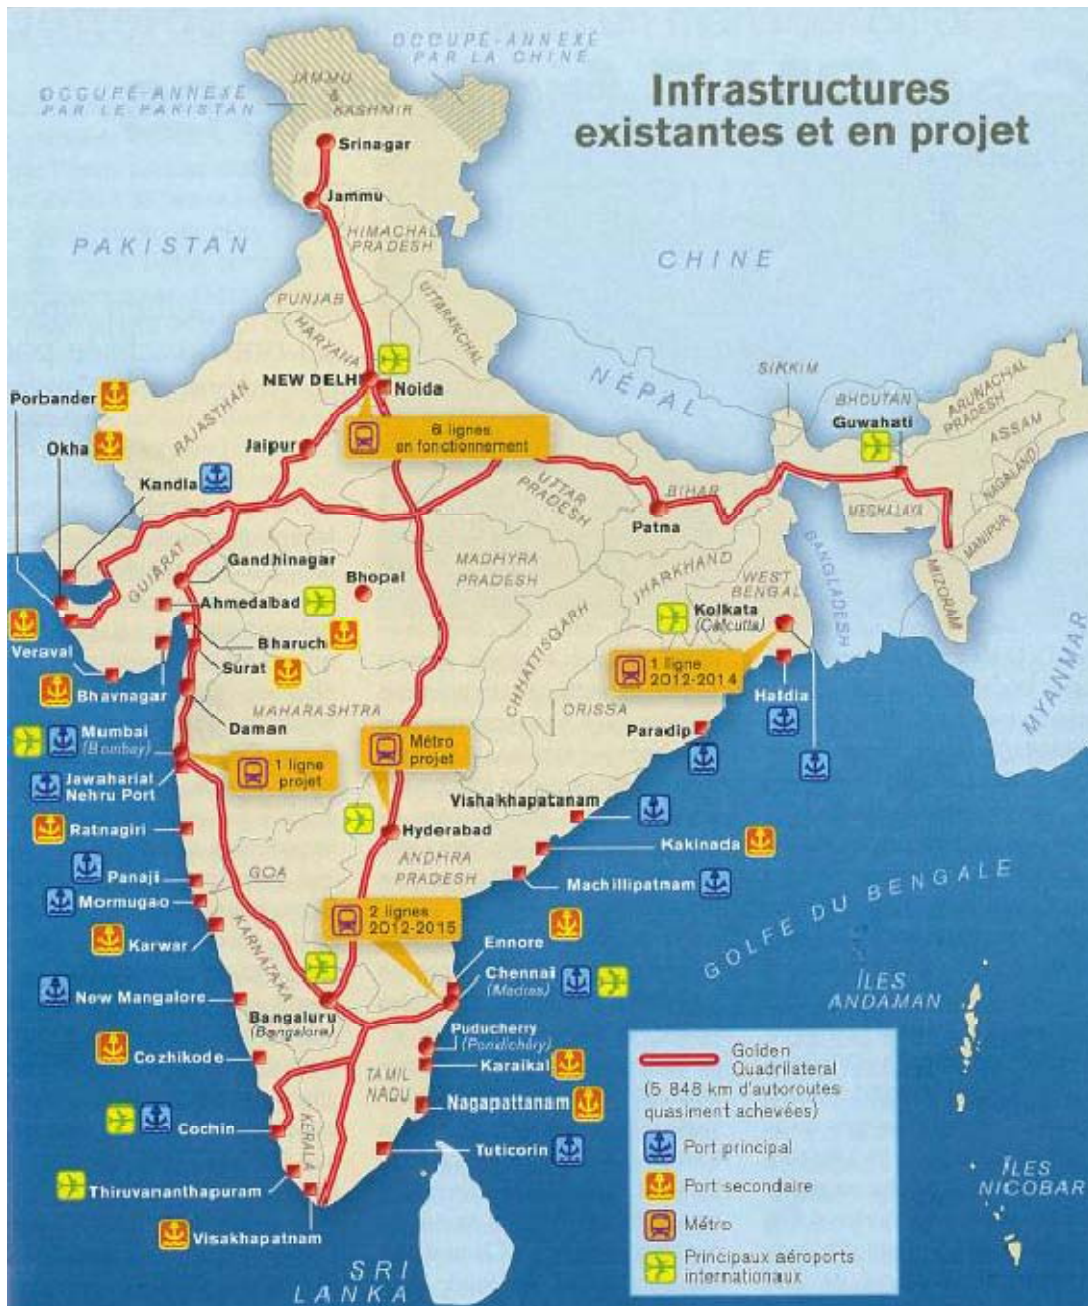 Infrastructures
existantes et en projet
OCCUPÉ-ANNEXÉ
PAR LA CHINE
OCCUPÉ-ANNEXÉ
PAR LE PAKISTAN
JAMMU
&
KASHMIR
Srinagar
Jammu
HIMACHAL
PRADESH
PAKISTAN
CHINE
PUNJAB
UTTARANCHAL
HARYANA
NEW DELHI
Noida
NÉPAL
SIKKIM
BHOUTAN
ARUNACHAL
PRADESH
ASSAM
NAGALAND
Guwahati
Porbander
RAJASTHAN
Okha
Jaipur
6 lignes
en fonctionnement
Kandla
UTTAR
PRADESH
BIHAR
Patna
MEGHALAYA
MANIPUR
MIZORAM
GUJARAT
Gandhinagar
Bhopal
MADHYRA
PRADESH
JHARKHAND
WEST
BENGAL
BANGLADESH
Ahmedabad
Kolkata
(Calcutta)
CHHATTISGARH
Veraval
Bharuch
Surat
Bhavnagar
1 ligne
2012-2014
Haldia
MYANMAR
MAHARASHTRA
ORISSA
Daman
Paradip
Mumbai
(Bombay)
Métro
projet
1 ligne
projet
Jawaharial
Nehru Port
Vishakhapatanam
Ratnagiri
Hyderabad
Kakinada
ANDHRA
PRADESH
GOA
Panaji
Machillipatnam
Mormugao
2 lignes
2012-2015
Karwar
KARNATAKA
Ennore
GOLFE DU BENGALE
Chennai
(Madras)
ÎLES
ANDAMAN
New Mangalore
Bangaluru
(Bangalore)
Puducherry
(Pondichéry)
Cozhikode
Karaikal
TAMIL
NADU
Nagapattanam
Cochin
KERALA
Tuticorin
Thiruvananthapuram
Visakhapatnam
SRI
LANKA
ÎLES
NICOBAR
Golden
Quadrilateral
(5 848 km d'autoroutes
quasiment achevées)
Port principal
Port secondaire
Métro
Principaux aéroports
internationaux